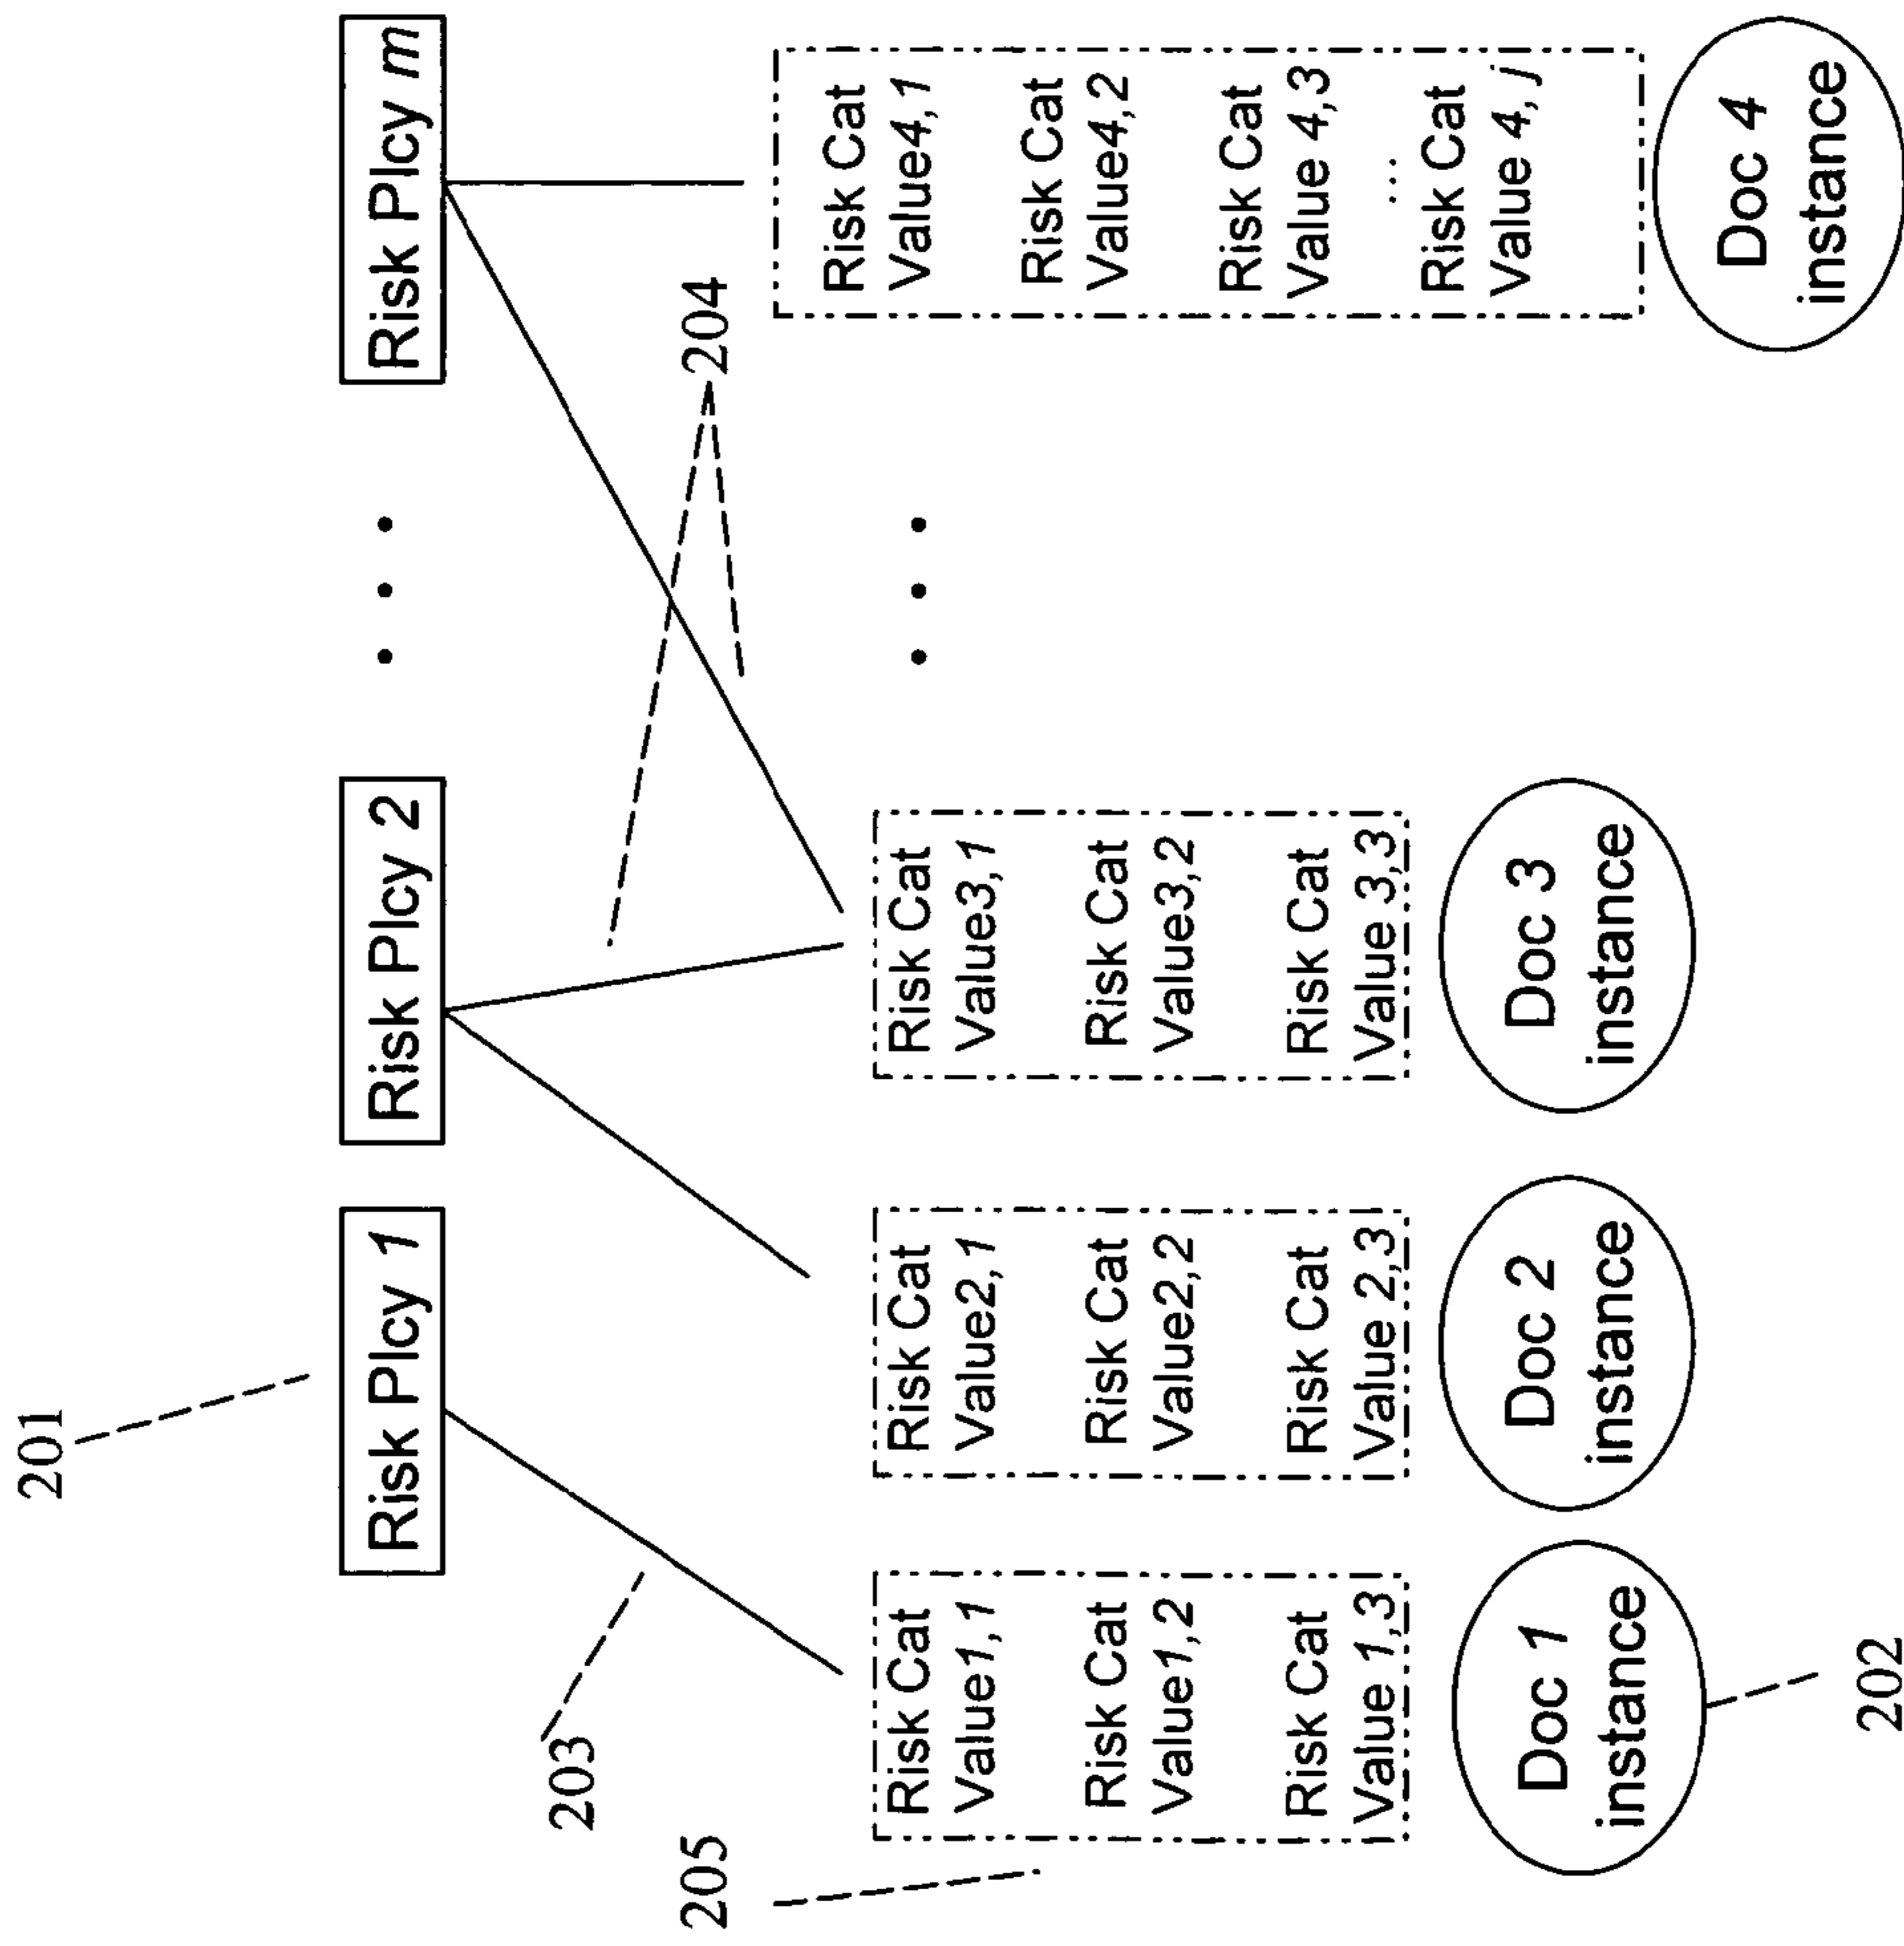 201
Risk Plcy 1
Risk Plcy 2
. . .
Risk Plcy m
203
204
205
Risk Cat
Value1,1
Risk Cat
Value1,2
Risk Cat
Value 1,3
Doc 1
instance
Risk Cat
Value2,1
Risk Cat
Value2,2
Risk Cat
Value 2,3
Doc 2
instance
Risk Cat
Value3,1
Risk Cat
Value3,2
Risk Cat
Value 3,3
Doc 3
instance
. . .
Risk Cat
Value4,1
Risk Cat
Value4,2
Risk Cat
Value 4,3
...
Risk Cat
Value 4,j
Doc 4
instance
202